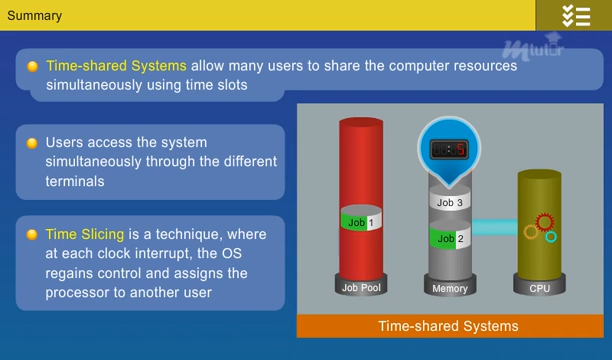 Summary
mtutor
Time-shared Systems allow many users to share the computer resources
simultaneously using time slots
Users access the system
simultaneously through the different
terminals
Time Slicing is a technique, where
at each clock interrupt, the OS
regains control and assigns the
processor to another user
Job 3
Job 1
Job 2
Job Pool
Memory
CPU
Time-shared Systems